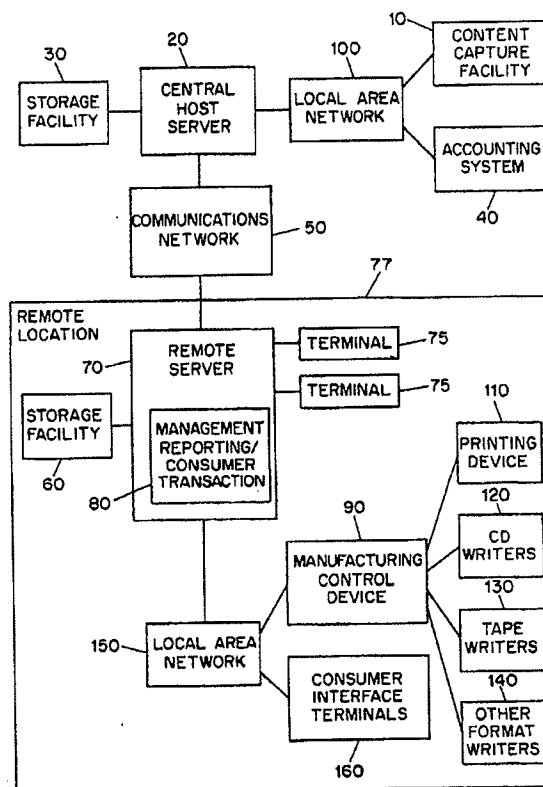 10
20
100
30
CONTENT
CAPTURE
FACILITY
STORAGE
FACILITY
CENTRAL
HOST
SERVER
LOCAL AREA
NETWORK
ACCOUNTING
SYSTEM
40
COMMUNICATIONS
NETWORK
50
77
REMOTE
LOCATION
70
REMOTE
SERVER
TERMINAL
75
TERMINAL
75
STORAGE
FACILITY
60
MANAGEMENT
REPORTING/
CONSUMER
TRANSACTION
80
110
PRINTING
DEVICE
120
90
CD
WRITERS
MANUFACTURING
CONTROL
DEVICE
130
TAPE
WRITERS
150
LOCAL AREA
NETWORK
140
CONSUMER
INTERFACE
TERMINALS
160
OTHER
FORMAT
WRITERS